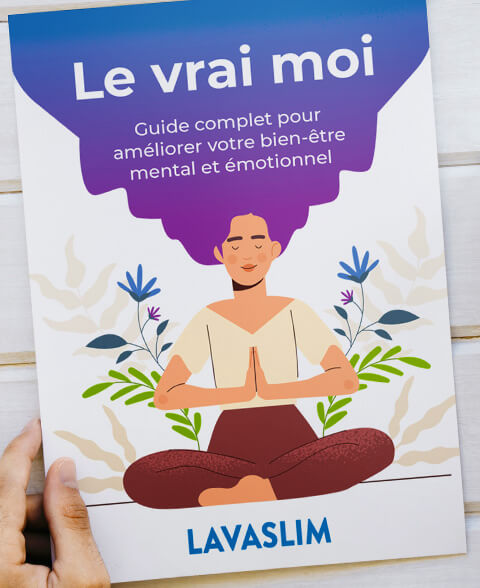 Le vrai moi
Guide complet pour
améliorer votre bien-être
mental et émotionnel
LAVASLIM